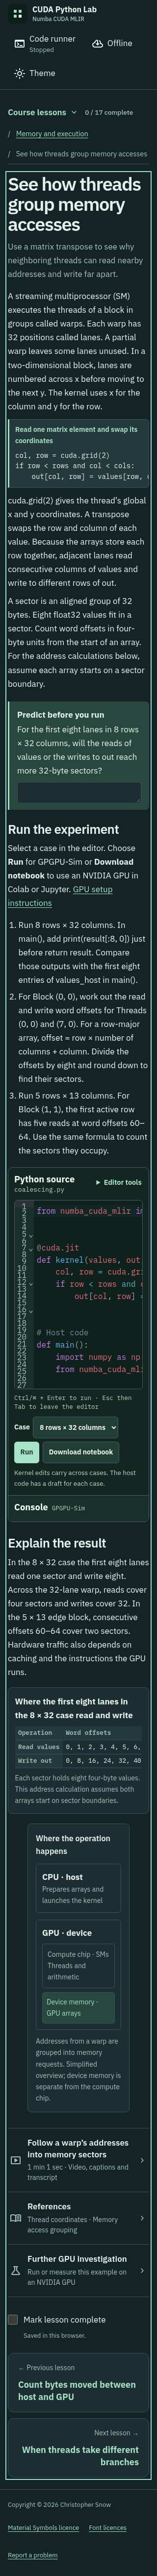 CUDA Python Lab
Numba CUDA MLIR
Code runner
Stopped
Offline
Theme
Course lessons
0 / 17 complete
/ Memory and execution
/ See how threads group memory accesses
See how threads
group memory
accesses
Use a matrix transpose to see why
neighboring threads can read nearby
addresses and write far apart.
A streaming multiprocessor (SM)
executes the threads of a block in
groups called warps. Each warp has
32 positions called lanes. A partial
warp leaves some lanes unused. In a
two-dimensional block, lanes are
numbered across x before moving to
the next y. The kernel uses x for the
column and y for the row.
Read one matrix element and swap its
coordinates
col, row = cuda.grid(2)
if row < rows and col < cols:
out[col, row] = values[row,
cuda.grid(2) gives the thread’s global
x and y coordinates. A transpose
swaps the row and column of each
value. Because the arrays store each
row together, adjacent lanes read
consecutive columns of values and
write to different rows of out.
A sector is an aligned group of 32
bytes. Eight float32 values fit in a
sector. Count word offsets in four-
byte units from the start of an array.
For the address calculations below,
assume each array starts on a sector
boundary.
Predict before you run
For the first eight lanes in 8 rows
× 32 columns, will the reads of
values or the writes to out reach
more 32-byte sectors?
Run the experiment
Select a case in the editor. Choose
Run for GPGPU-Sim or Download
notebook to use an NVIDIA GPU in
Colab or Jupyter. GPU setup
instructions
1. Run 8 rows × 32 columns. In
main(), add print(result[:8, 0]) just
before return result. Compare
those outputs with the first eight
entries of values_host in main().
2. For Block (0, 0), work out the read
and write word offsets for Threads
(0, 0) and (7, 0). For a row-major
array, offset = row × number of
columns + column. Divide the
offsets by eight and round down to
find their sectors.
3. Run 5 rows × 13 columns. For
Block (1, 1), the first active row
has five reads at word offsets 60–
64. Use the formula to count how
many sectors they occupy.
Python source
coalescing.py
Editor tools
1
2
3
4
5
6
7
8
9
10
11
12
13
14
15
16
17
18
19
20
21
22
23
24
25
26
27
from numba_cuda_mlir
@cuda.jit
def kernel(values, out
col, row = cuda.gri
if row < rows and c
out[col, row] =
# Host code
def main():
import numpy as np
from numba_cuda_mli
Ctrl/⌘ + Enter to run · Esc then
Tab to leave the editor
Case
8 rows × 32 columns
Run
Download notebook
Kernel edits carry across cases. The host
code has a draft for each case.
Console GPGPU-Sim
Explain the result
In the 8 × 32 case the first eight lanes
read one sector and write eight.
Across the 32-lane warp, reads cover
four sectors and writes cover 32. In
the 5 × 13 edge block, consecutive
offsets 60–64 cover two sectors.
Hardware traffic also depends on
caching and the instructions the GPU
runs.
Where the first eight lanes in
the 8 × 32 case read and write
Operation Word offsets
Read values 0, 1, 2, 3, 4, 5, 6,
Write out 0, 8, 16, 24, 32, 40
Each sector holds eight four-byte values.
This address calculation assumes both
arrays start on sector boundaries.
Where the operation
happens
CPU · host
Prepares arrays and
launches the kernel
GPU · device
Compute chip · SMs
Threads and
arithmetic
Device memory ·
GPU arrays
Addresses from a warp are
grouped into memory
requests. Simplified
overview; device memory is
separate from the compute
chip.
Follow a warp’s addresses
into memory sectors
1 min 1 sec · Video, captions and
transcript
References
Thread coordinates · Memory
access grouping
Further GPU investigation
Run or measure this example on
an NVIDIA GPU
Mark lesson complete
Saved in this browser.
← Previous lesson
Count bytes moved between
host and GPU
Next lesson →
When threads take different
branches
Copyright © 2026 Christopher Snow
Material Symbols licence
Font licences
Report a problem